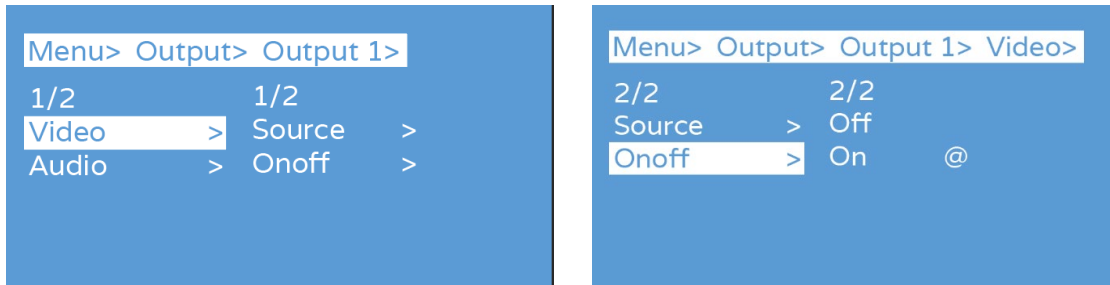 Menu> Output> Output 1>
1/2 1/2
Video > Source >
Audio > Onoff >
Menu> Output> Output 1> Video>
2/2 2/2
Source > Off
Onoff > On @